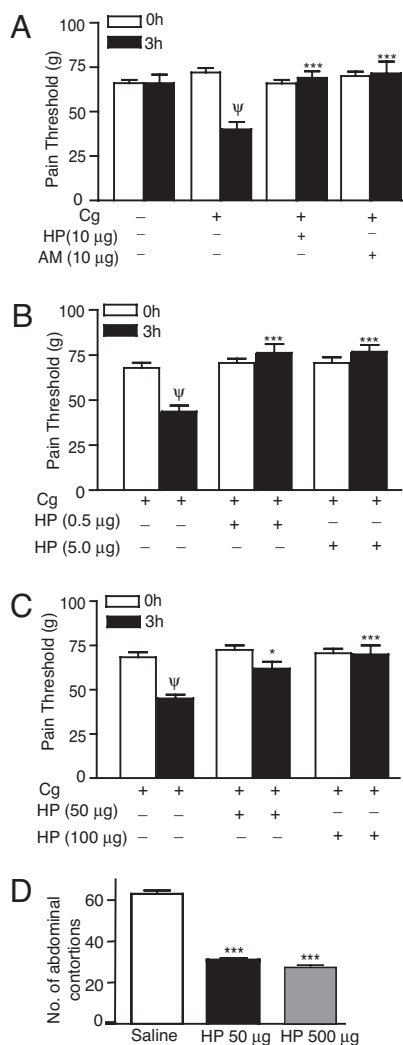 A
0h
3h
Pain Threshold (g)
100
75
50
25
0
ψ
***
***
Cg − + + +
HP(10 μg) − − + −
AM (10 μg) − − − +
B
0h
3h
Pain Threshold (g)
100
75
50
25
0
ψ
***
***
Cg + + + + + +
HP (0.5 μg) − − + + − −
HP (5.0 μg) − − − − + +
C
0h
3h
Pain Threshold (g)
100
75
50
25
0
ψ
*
***
Cg + + + + + +
HP (50 μg) − − + + − −
HP (100 μg) − − − − + +
D
No. of abdominal
contortions
60
40
20
0
***
***
Saline HP 50 μg HP 500 μg